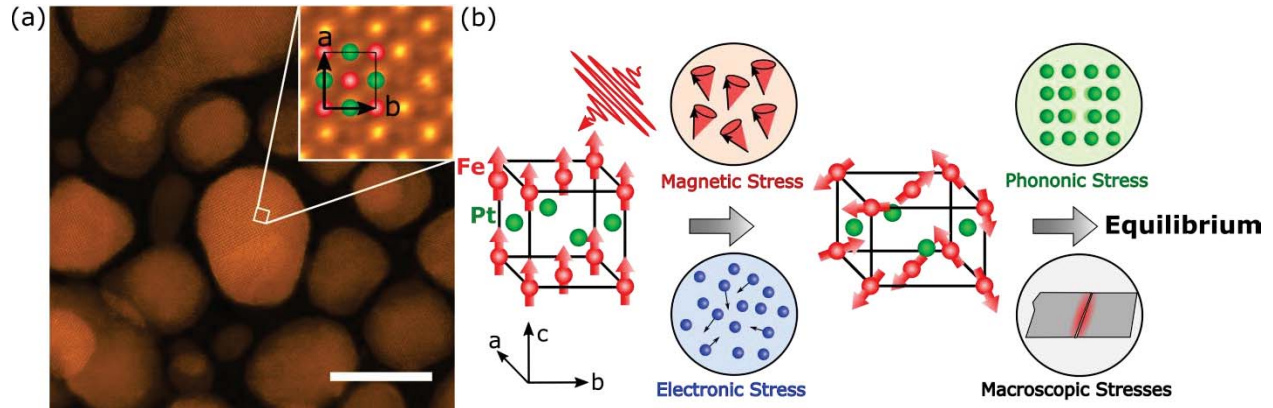 (a)
a
b
(b)
Fe
Pt
Magnetic Stress
Electronic Stress
a
c
b
Phononic Stress
Equilibrium
Macroscopic Stresses